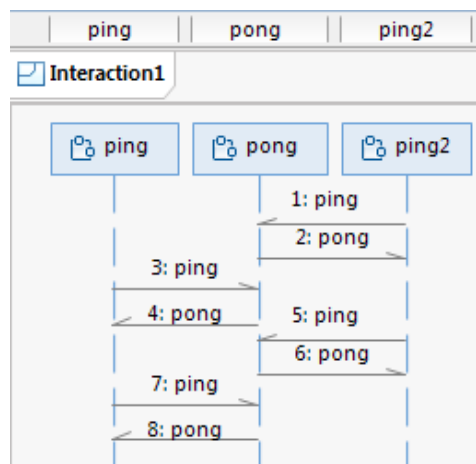 ping pong ping2
Interaction1
ping pong ping2
1: ping
2: pong
3: ping
4: pong 5: ping
6: pong
7: ping
8: pong